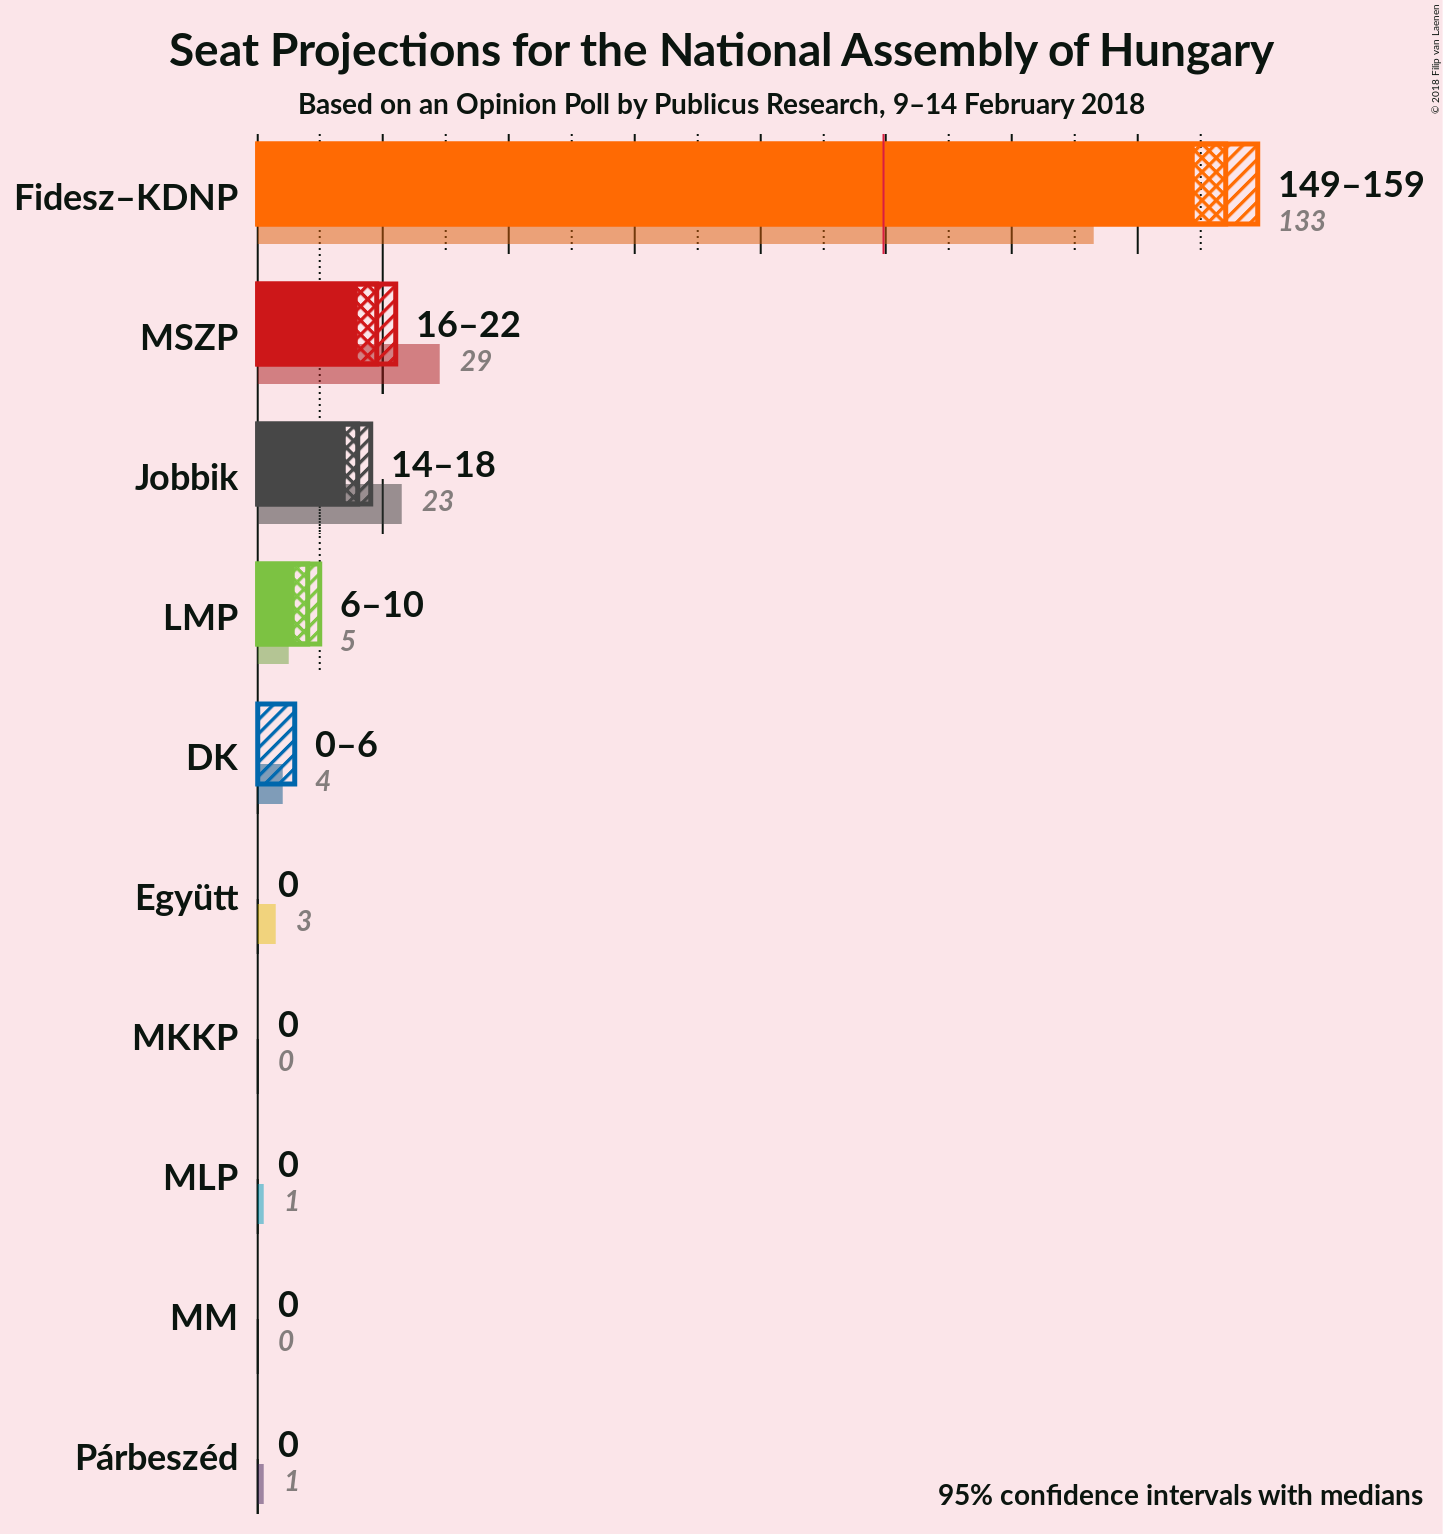 Seat Projections for the National Assembly of Hungary
Based on an Opinion Poll by Publicus Research, 9–14 February 2018
© 2018 Filip van Laenen
Fidesz–KDNP
149–159
133
MSZP
16–22
29
Jobbik
14–18
23
LMP
6–10
5
DK
0–6
4
Együtt
0
3
MKKP
0
0
MLP
0
1
MM
0
0
Párbeszéd
0
1
95% confidence intervals with medians